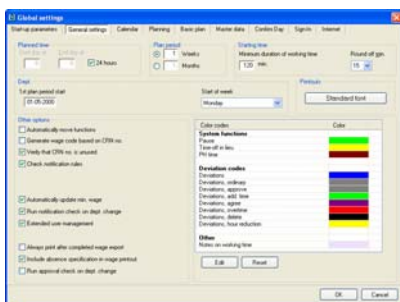 Global settings
Start-up parameters General settings Calendar Planning Basic plan Master data Confirm Day Sign-In Internet
Planned time
24 hours
Plan period
1 Weeks
1 Months
Starting time
Minimum duration of working time
120 min.
Round off
15
Dept.
1st plan period start
01-05-2000
Start of week
Monday
Standard font
Other options
Automatically move functions
Generate wage code based on CRN no.
Verify that CRN no. is unused
Check notification rules
Automatically update min. wage
Run notification check on dept. change
Extended user management
Always print after completed wage export
Include absence specification in wage printout
Run approval check on dept. change
Color codes Color
System functions
Pause
Time off in lieu
PH time
Deviation codes
Deviations
Deviations, ordinary
Deviations, approve
Deviations, add. time
Deviations, agree
Deviations, overtime
Deviations, delete
Deviations, hour reduction
Other
Notes on working time
Edit Reset
OK Cancel